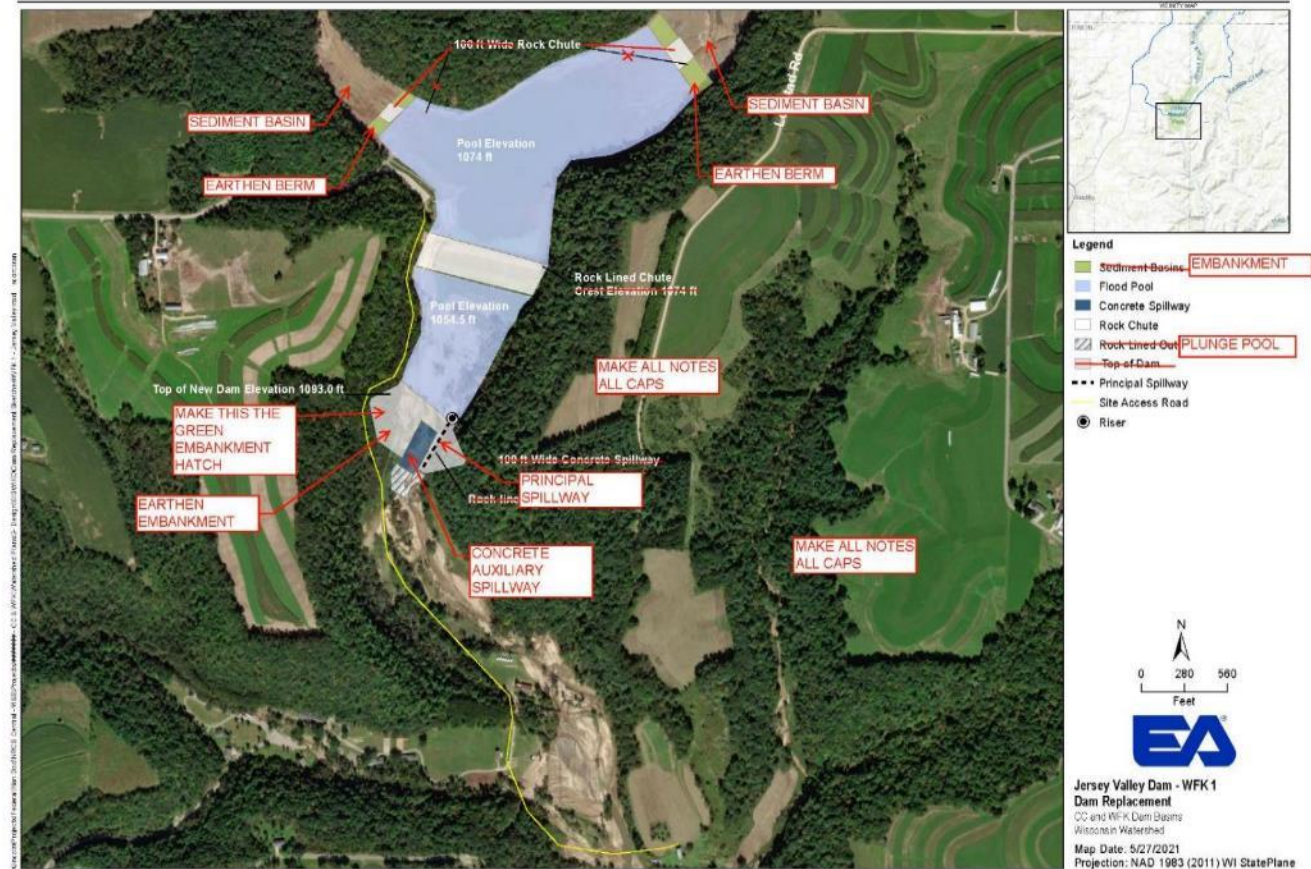 VICINITY MAP
100 ft Wide Rock Chute
SEDIMENT BASIN
SEDIMENT BASIN
Pool Elevation
1074 ft
EARTHEN BERM
EARTHEN BERM
Rock Lined Chute
Crest Elevation 1074 ft
Pool Elevation
1054.5 ft
MAKE ALL NOTES
ALL CAPS
Top of New Dam Elevation 1093.0 ft
MAKE THIS THE
GREEN
EMBANKMENT
HATCH
100 ft Wide Concrete Spillway
PRINCIPAL
SPILLWAY
Rock line
EARTHEN
EMBANKMENT
CONCRETE
AUXILIARY
SPILLWAY
MAKE ALL NOTES
ALL CAPS
Legend
Sediment Basins EMBANKMENT
Flood Pool
Concrete Spillway
Rock Chute
Rock Lined Out PLUNGE POOL
Top of Dam
Principal Spillway
Site Access Road
Riser
N
0 280 560
Feet
EA®
Jersey Valley Dam - WFK 1
Dam Replacement
CC and WFK Dam Basins
Wisconsin Watershed
Map Date: 5/27/2021
Projection: NAD 1983 (2011) WI StatePlane